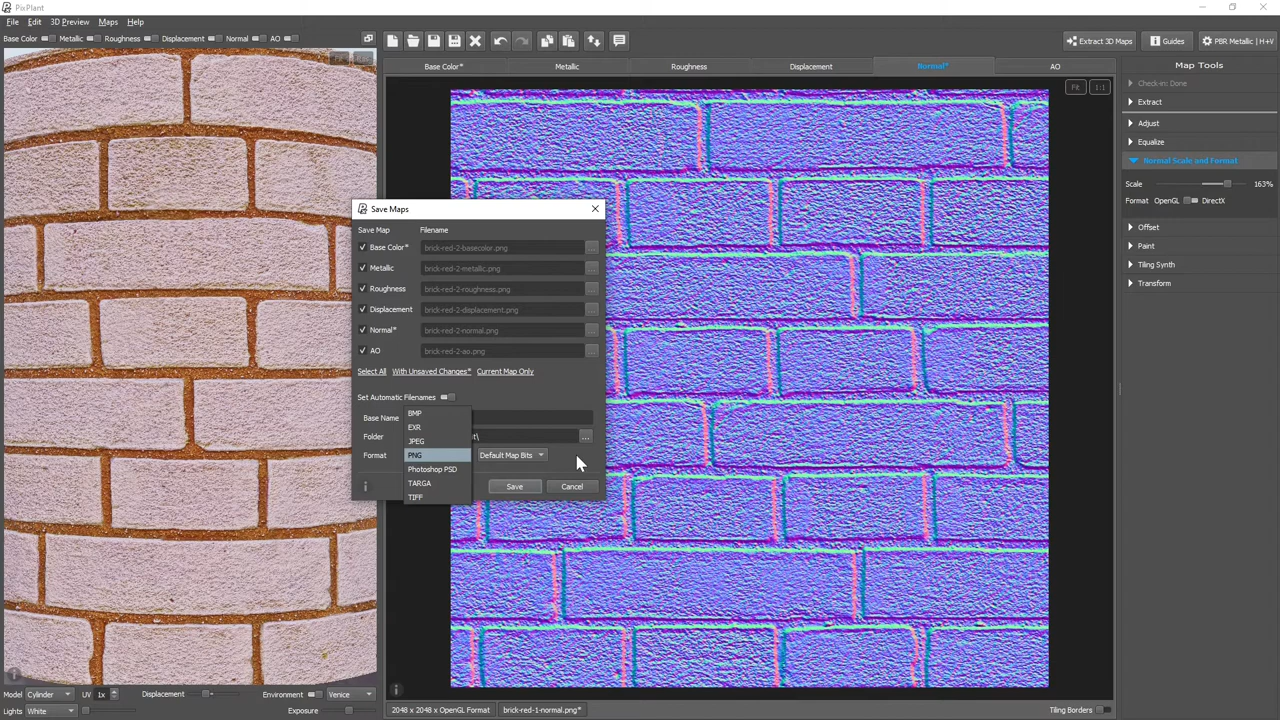 PixPlant
File Edit 3D Preview Maps Help
Base Color Metallic Roughness Displacement Normal AO
Extract 3D Maps Guides PBR Metallic | H+V
Base Color* Metallic Roughness Displacement Normal* AO
Fit 1:1
Map Tools
Check-in: Done
Extract
Adjust
Equalize
Normal Scale and Format
Scale 163%
Format OpenGL DirectX
Offset
Paint
Tiling Synth
Transform
Save Maps
Save Map Filename
Base Color* brick-red-2-basecolor.png ...
Metallic brick-red-2-metallic.png ...
Roughness brick-red-2-roughness.png ...
Displacement brick-red-2-displacement.png ...
Normal* brick-red-2-normal.png ...
AO brick-red-2-ao.png ...
Select All With Unsaved Changes* Current Map Only
Set Automatic Filenames
Base Name
Folder \ ...
Format Default Map Bits
BMP
EXR
JPEG
PNG
Photoshop PSD
TARGA
TIFF
Save Cancel
Model Cylinder UV 1x Displacement Environment Venice
Lights White Exposure
2048 x 2048 x OpenGL Format brick-red-1-normal.png* Tiling Borders